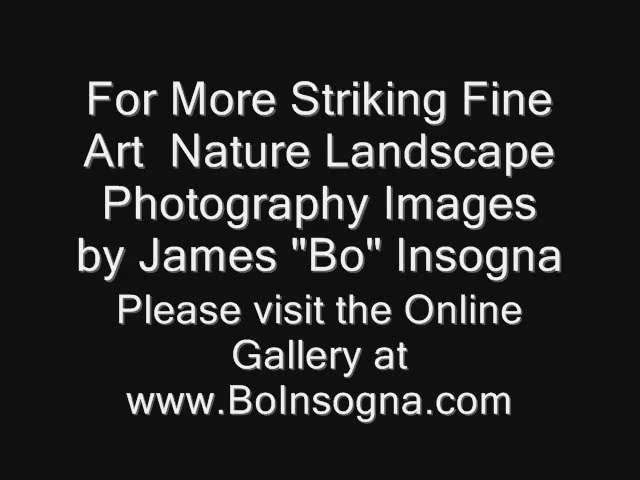 For More Striking Fine
Art  Nature Landscape
Photography Images
by James "Bo" Insogna
Please visit the Online
Gallery at
www.BoInsogna.com